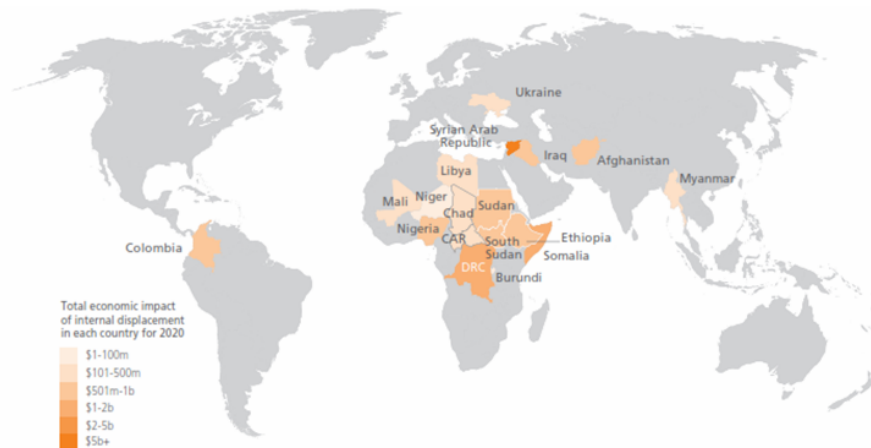 Ukraine
Syrian Arab
Republic
Iraq
Afghanistan
Libya
Myanmar
Mali
Niger
Chad
Sudan
Nigeria
CAR
South
Sudan
Ethiopia
Somalia
Colombia
DRC
Burundi
Total economic impact
of internal displacement
in each country for 2020
$1-100m
$101-500m
$501m-1b
$1-2b
$2-5b
$5b+